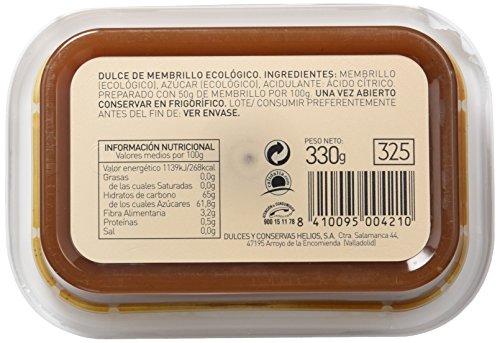 DULCE DE MEMBRILLO ECOLÓGICO. INGREDIENTES: MEMBRILLO
(ECOLÓGICO), AZÚCAR (ECOLÓGICO), ACIDULANTE: ÁCIDO CÍTRICO.
PREPARADO CON 50g DE MEMBRILLO POR 100g. UNA VEZ ABIERTO
CONSERVAR EN FRIGORÍFICO. LOTE/ CONSUMIR PREFERENTEMENTE
ANTES DEL FIN DE: VER ENVASE.
INFORMACIÓN NUTRICIONAL
Valores medios por 100g
Valor energético 1139kJ/268kcal
Grasas 0,0g
de las cuales Saturadas 0,0g
Hidratos de carbono 65g
de los cuales Azúcares 61,8g
Fibra Alimentaria 3,2g
Proteínas 0,5g
Sal 0,0g
PESO NETO:
330g
325
900 15 11 78
8 410095 004210
DULCES Y CONSERVAS HELIOS, S.A. Ctra. Salamanca 44,
47195 Arroyo de la Encomienda (Valladolid)